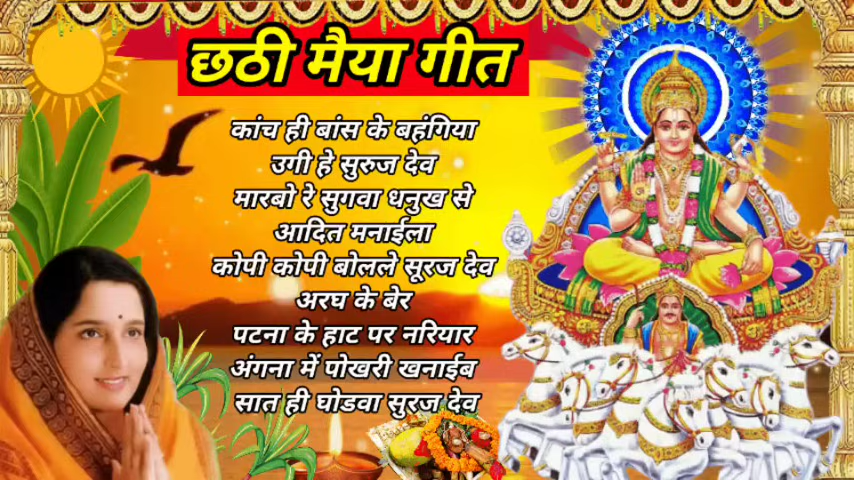 छठी मैया गीत
कांच ही बांस के बहंगिया
उगी हे सुरुज देव
मारबो रे सुगवा धनुख से
आदित मनाईला
कोपी कोपी बोलले सूरज देव
अरघ के बेर
पटना के हाट पर नरियार
अंगना में पोखरी खनाईब
सात ही घोडवा सुरज देव